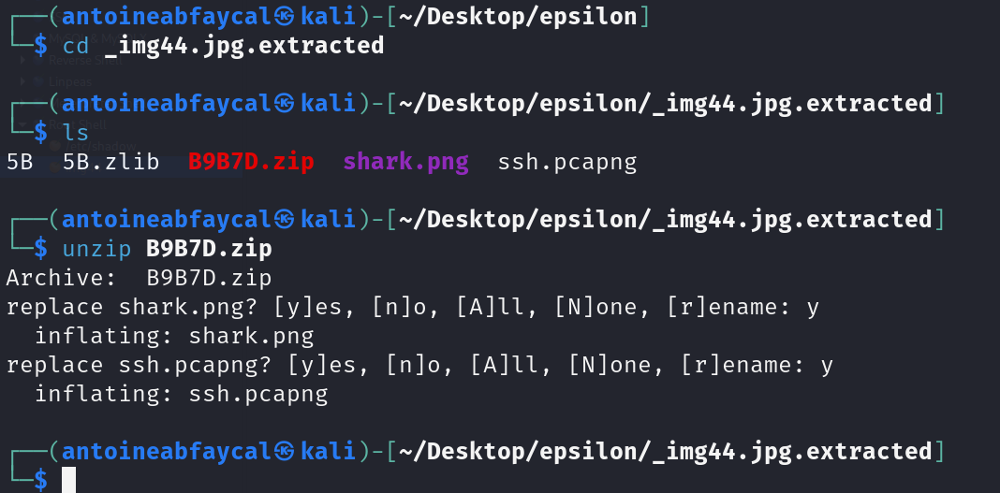 ┌──(antoineabfaycal㉿kali)-[~/Desktop/epsilon]
└─$ cd _img44.jpg.extracted
┌──(antoineabfaycal㉿kali)-[~/Desktop/epsilon/_img44.jpg.extracted]
└─$ ls
5B  5B.zlib  B9B7D.zip  shark.png  ssh.pcapng
┌──(antoineabfaycal㉿kali)-[~/Desktop/epsilon/_img44.jpg.extracted]
└─$ unzip B9B7D.zip
Archive:  B9B7D.zip
replace shark.png? [y]es, [n]o, [A]ll, [N]one, [r]ename: y
  inflating: shark.png
replace ssh.pcapng? [y]es, [n]o, [A]ll, [N]one, [r]ename: y
  inflating: ssh.pcapng
┌──(antoineabfaycal㉿kali)-[~/Desktop/epsilon/_img44.jpg.extracted]
└─$